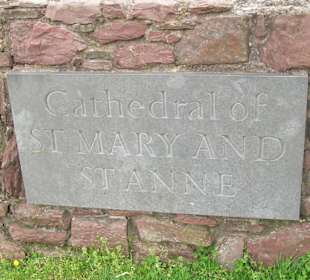 Cathedral of
ST MARY AND
ST ANNE